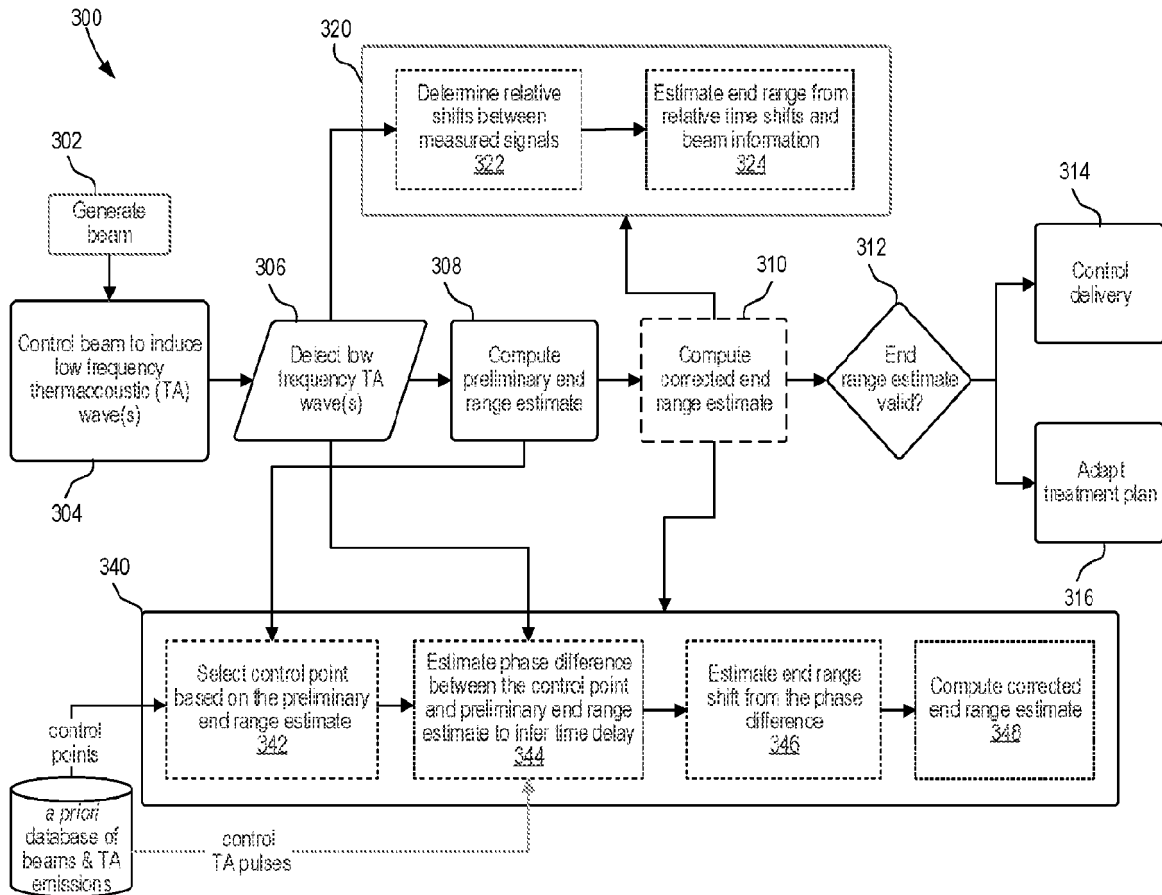 300
320
Determine relative
shifts between
measured signals
322
Estimate end range from
relative time shifts and
beam information
324
302
Generate
beam
314
Control
delivery
306
308
310
312
Control beam to induce
low frequency
thermaccoustic (TA)
wave(s)
304
Detect low
frequency TA
wave(s)
Compute
preliminary end
range estimate
Compute
corrected end
range estimate
End
range estimate
valid?
Adapt
treatment plan
316
340
Select control point
based on the preliminary
end range estimate
342
Estimate phase difference
between the control point
and preliminary end range
estimate to infer time delay
344
Estimate end range
shift from the phase
difference
346
Compute corrected
end range estimate
348
control
points
a priori
database of
beams & TA
emissions
control
TA pulses